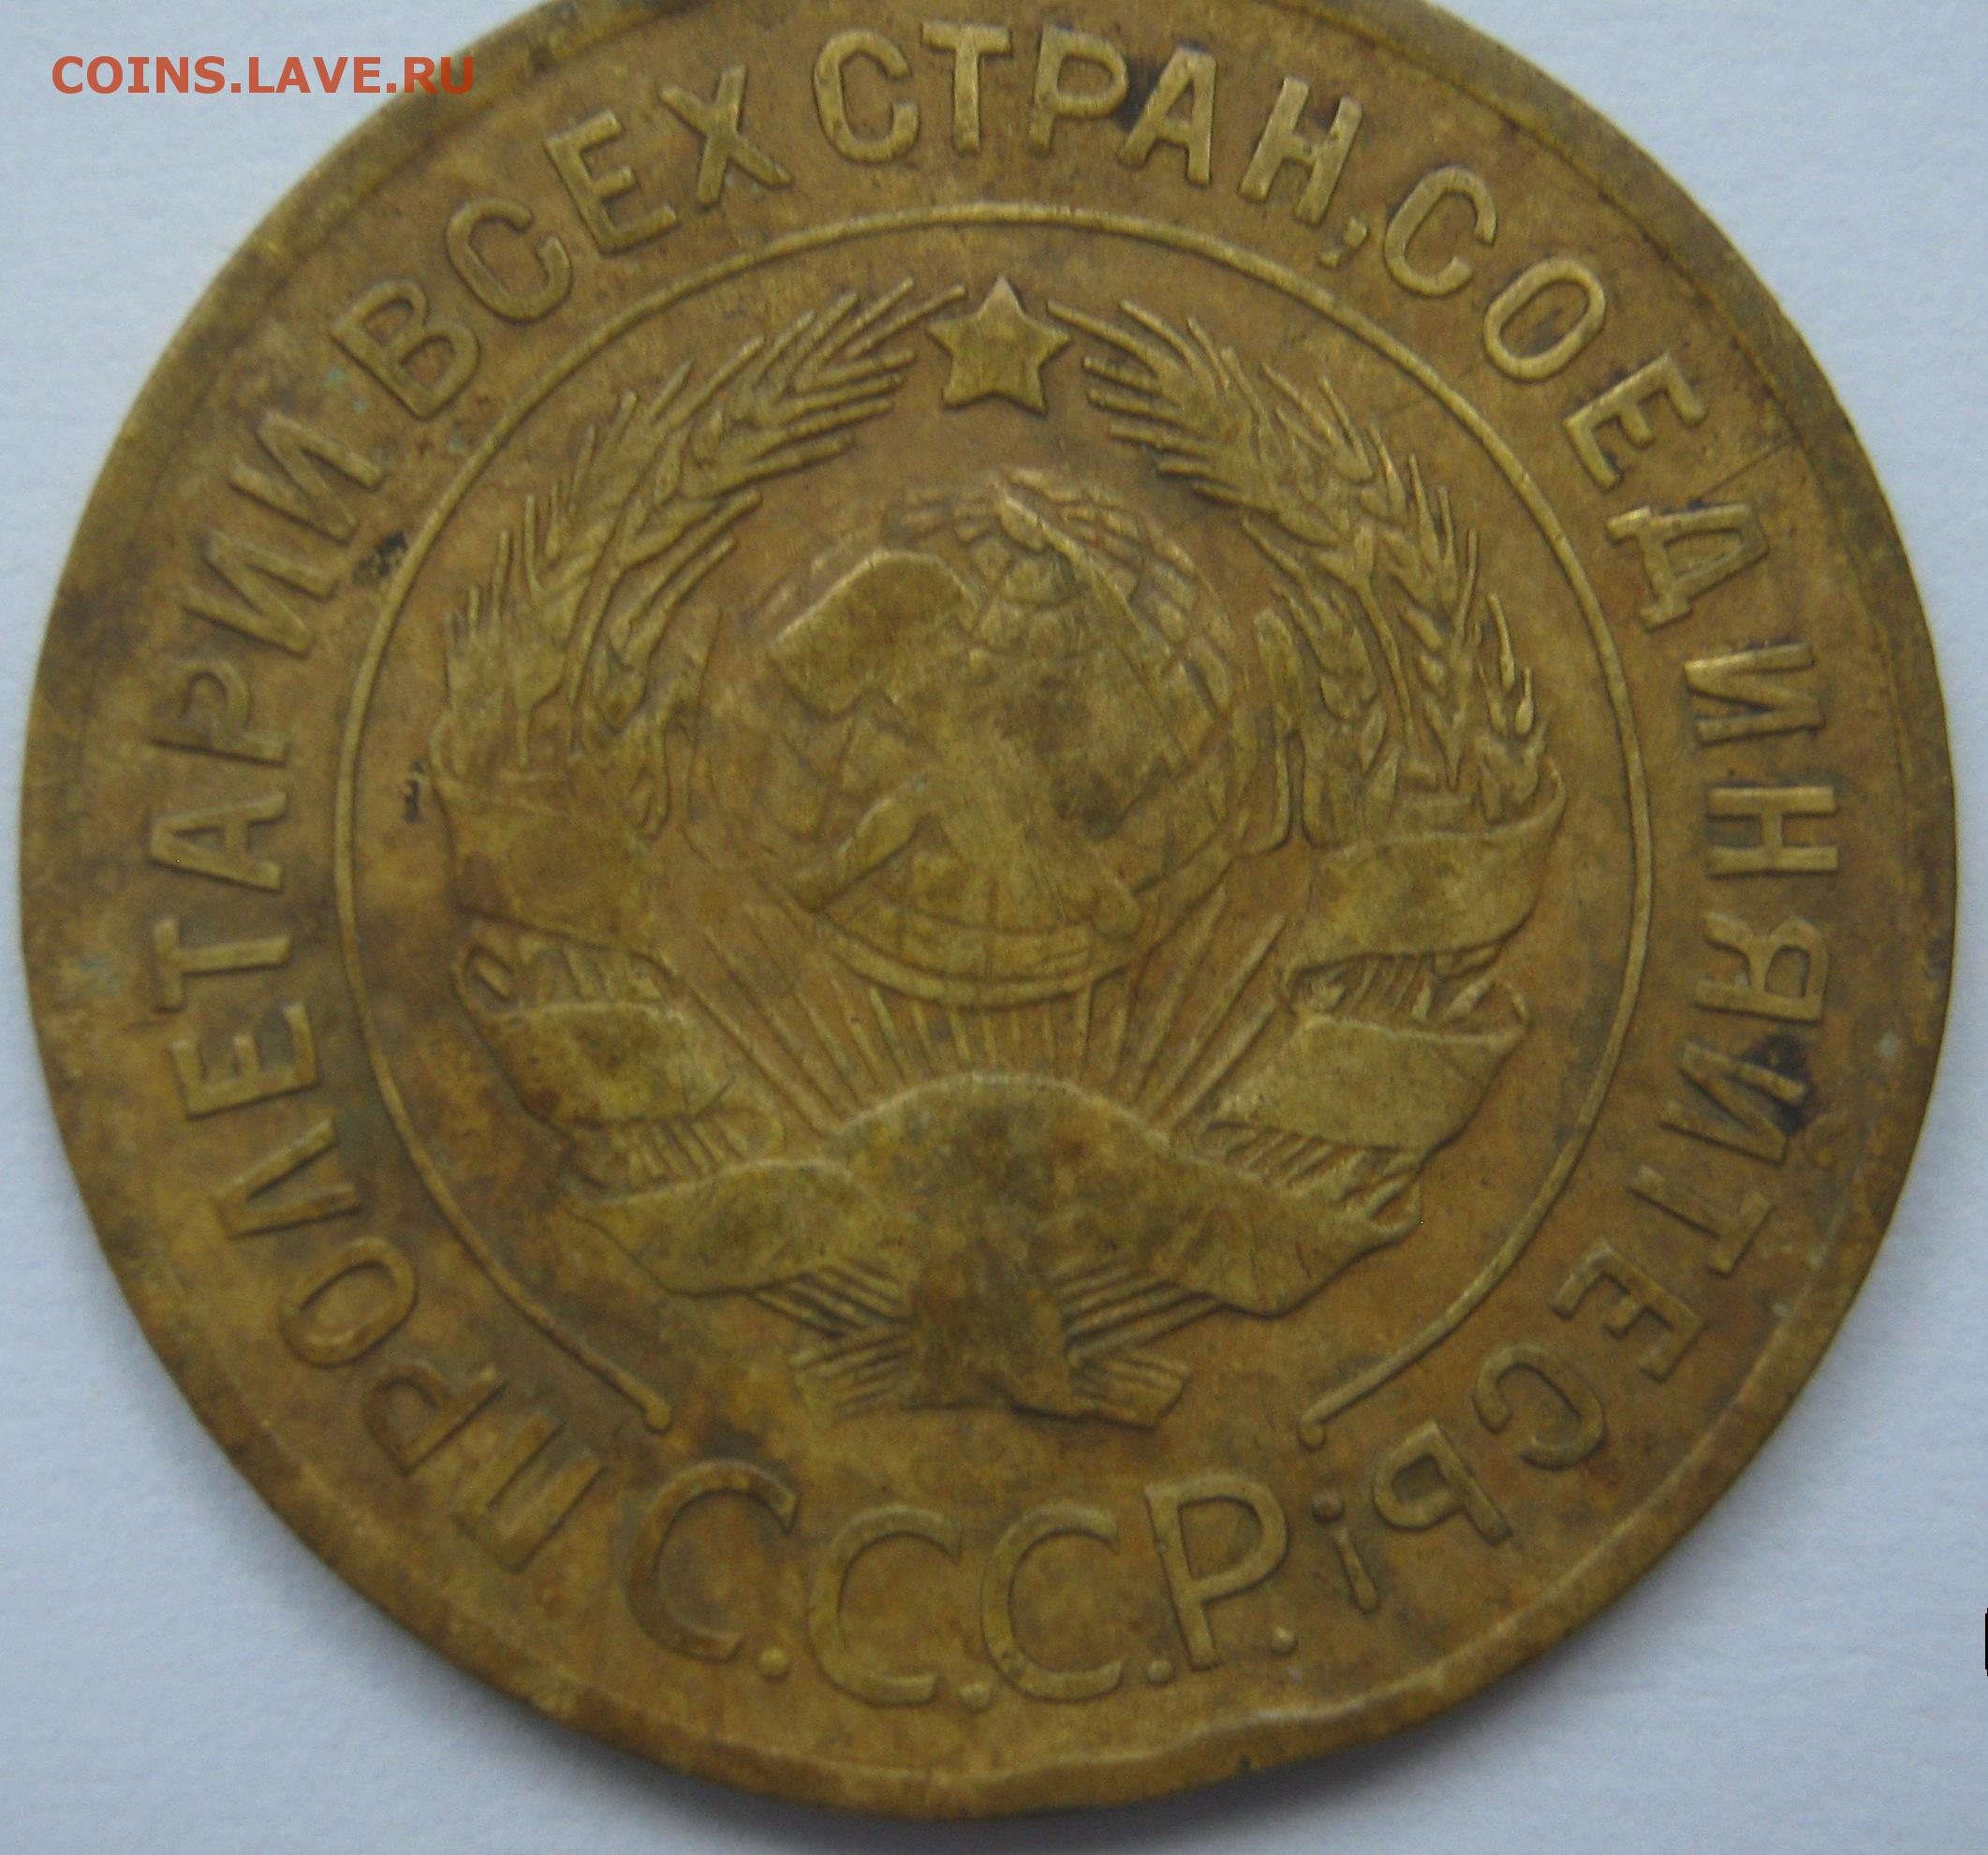 COINS.LAVE.RU
ПРОЛЕТАРИИ ВСЕХ СТРАН, СОЕДИНЯЙТЕСЬ!
С.С.С.Р.